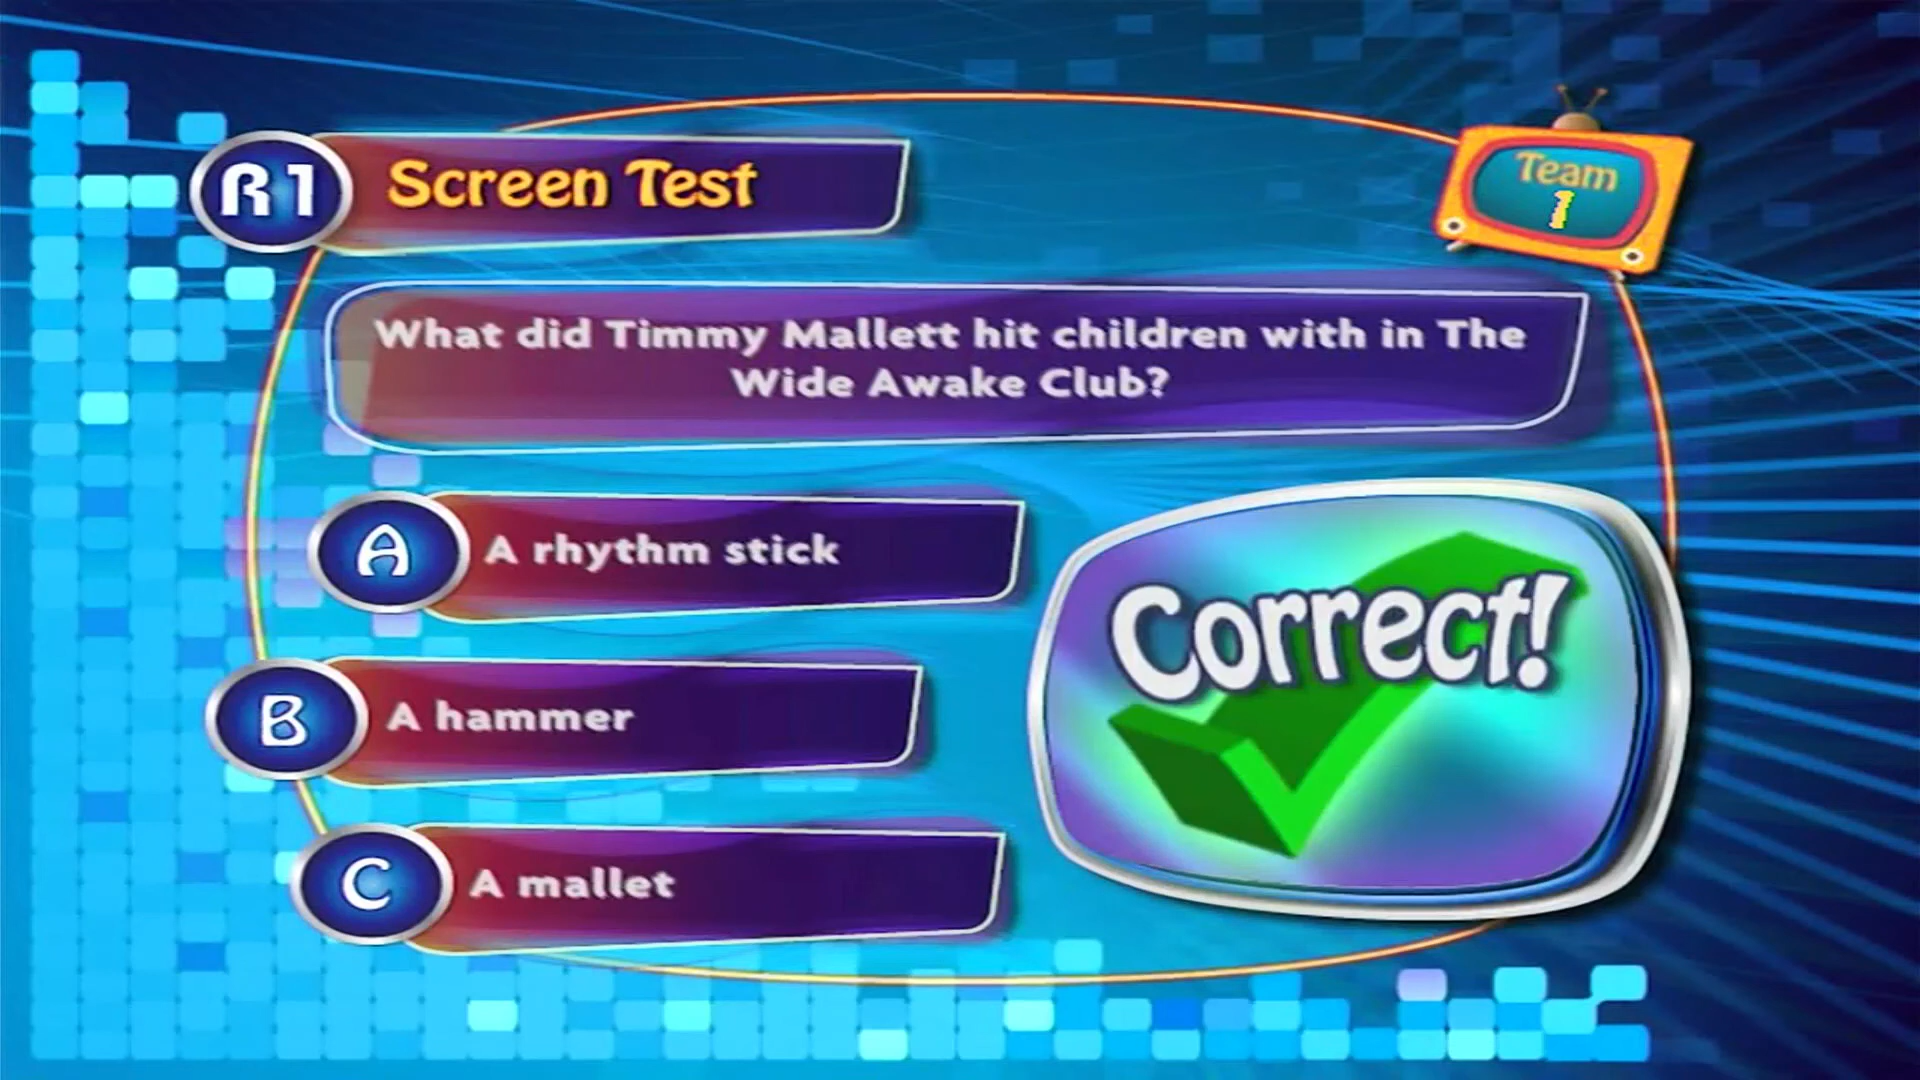 R1
Screen Test
Team
1
What did Timmy Mallett hit children with in The
Wide Awake Club?
A
A rhythm stick
B
A hammer
C
A mallet
Correct!